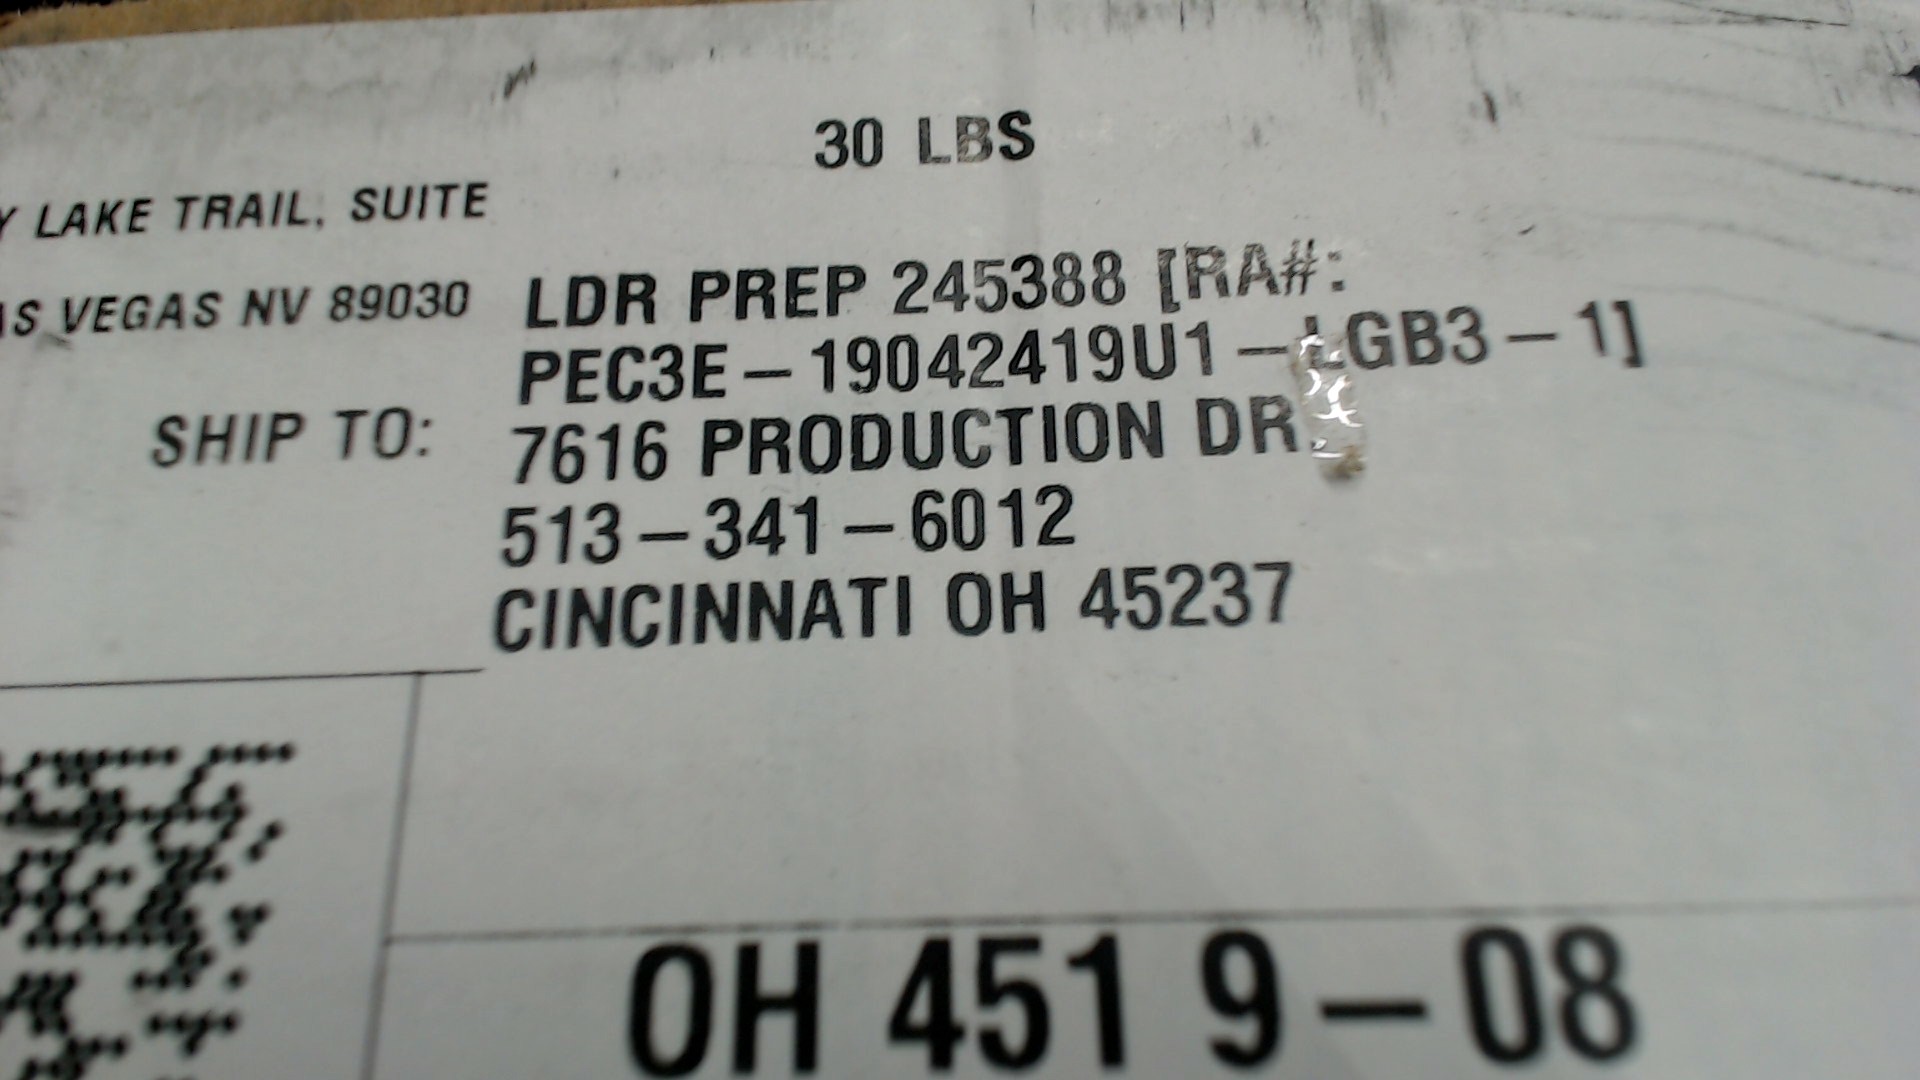 30 LBS
Y LAKE TRAIL, SUITE
AS VEGAS NV 89030
SHIP TO:
LDR PREP 245388 [RA#:
PEC3E-19042419U1-LGB3-1]
7616 PRODUCTION DR.
513-341-6012
CINCINNATI OH 45237
OH 451 9-08